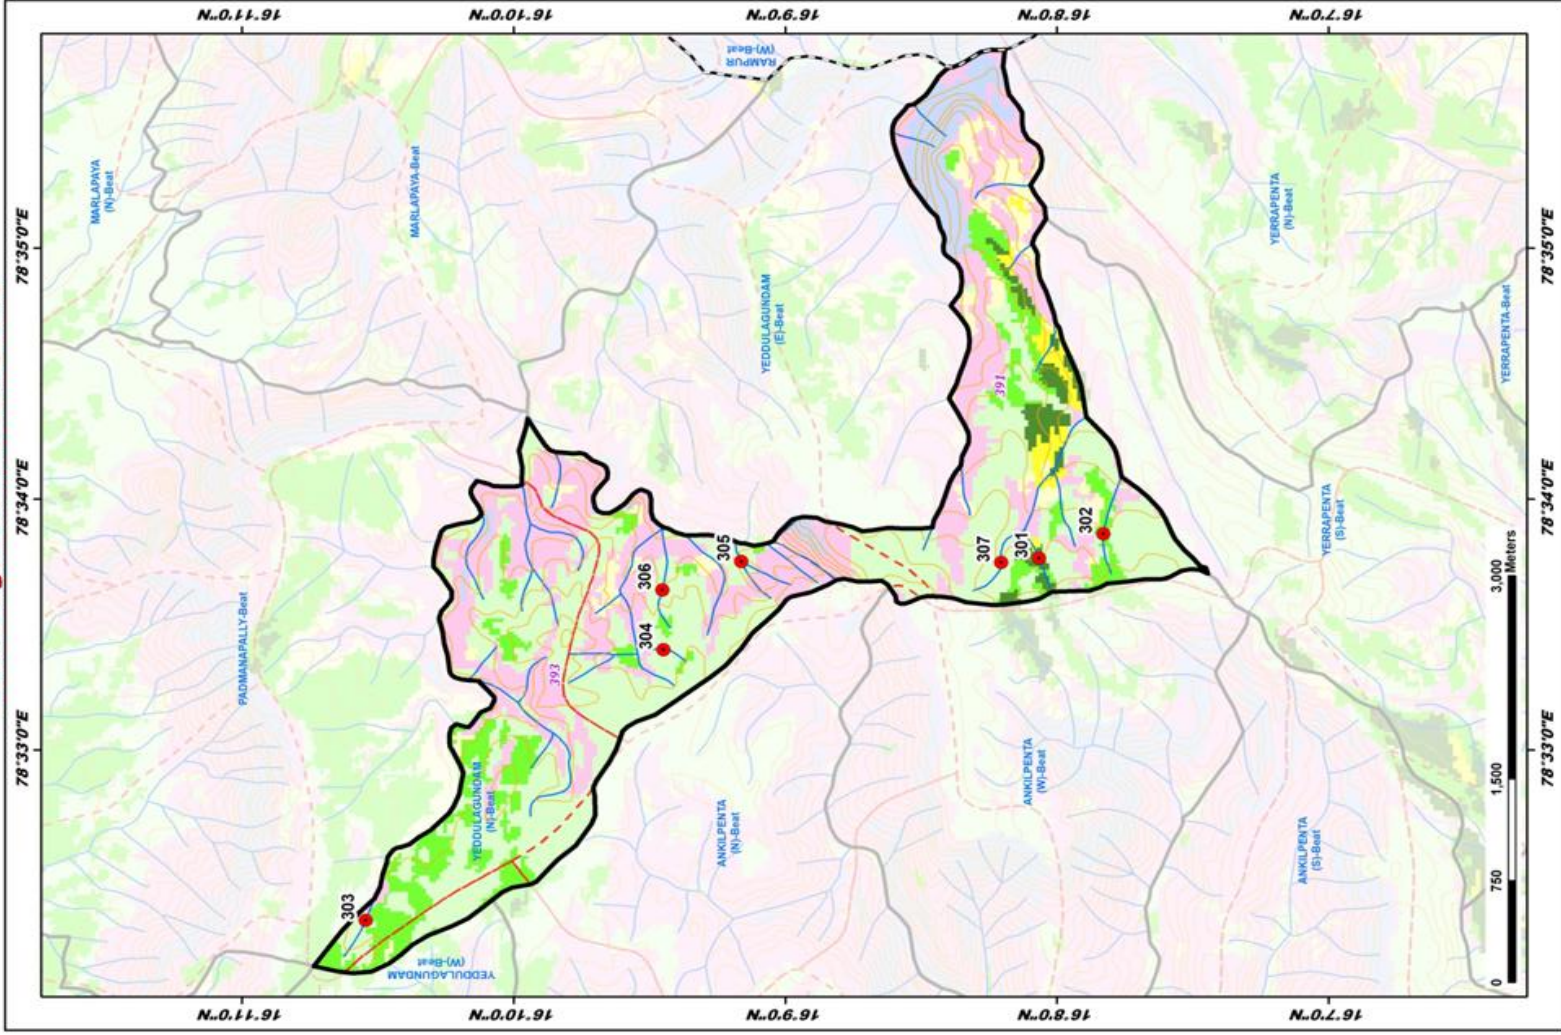 16°11'0"N
16°10'0"N
16°9'0"N
16°8'0"N
16°7'0"N
RAMPUR
(W)-Beat
MARLAPAYA
(N)-Beat
MARLAPAYA-Beat
YERRAPENTA
(N)-Beat
78°35'0"E
78°35'0"E
YEDDULAGUNDAM
(E)-Beat
YERRAPENTA-Beat
391
78°34'0"E
78°34'0"E
YERRAPENTA
(S)-Beat
302
305
307
301
306
304
3,000
Meters
PADMANAPALLY-Beat
393
78°33'0"E
78°33'0"E
ANKILPENTA
(W)-Beat
1,500
YEDDULAGUNDAM
(N)-Beat
ANKILPENTA
(N)-Beat
ANKILPENTA
(S)-Beat
750
303
YEDDULAGUNDAM
(W)-Beat
0
16°11'0"N
16°10'0"N
16°9'0"N
16°8'0"N
16°7'0"N